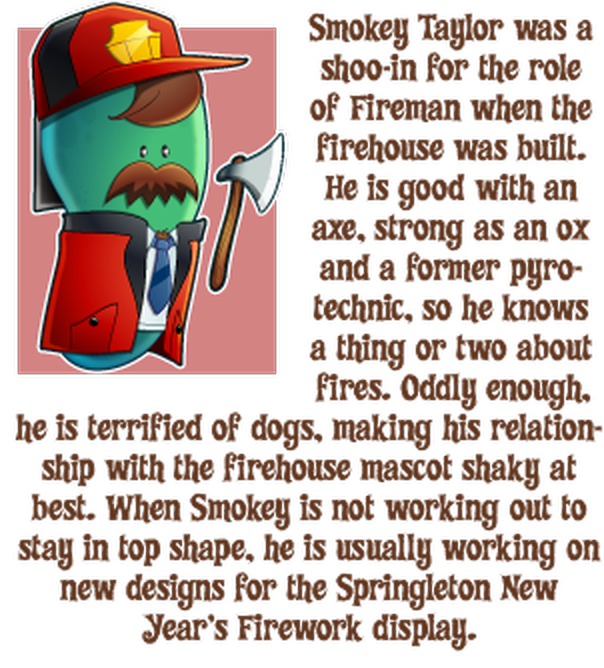 Smokey Taylor was a
shoo-in for the role
of Fireman when the
firehouse was built.
He is good with an
axe, strong as an ox
and a former pyro-
technic, so he knows
a thing or two about
fires. Oddly enough,
he is terrified of dogs, making his relation-
ship with the firehouse mascot shaky at
best. When Smokey is not working out to
stay in top shape, he is usually working on
new designs for the Springleton New
Year's Firework display.